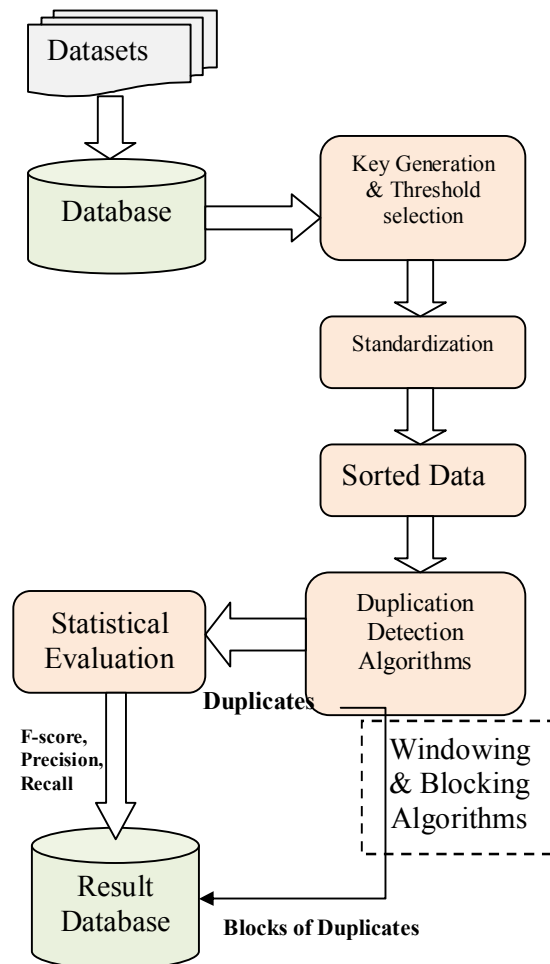 Datasets
Database
Key Generation
& Threshold
selection
Standardization
Sorted Data
Duplication
Detection
Algorithms
Statistical
Evaluation
Duplicates
F-score,
Precision,
Recall
Windowing
& Blocking
Algorithms
Result
Database
Blocks of Duplicates